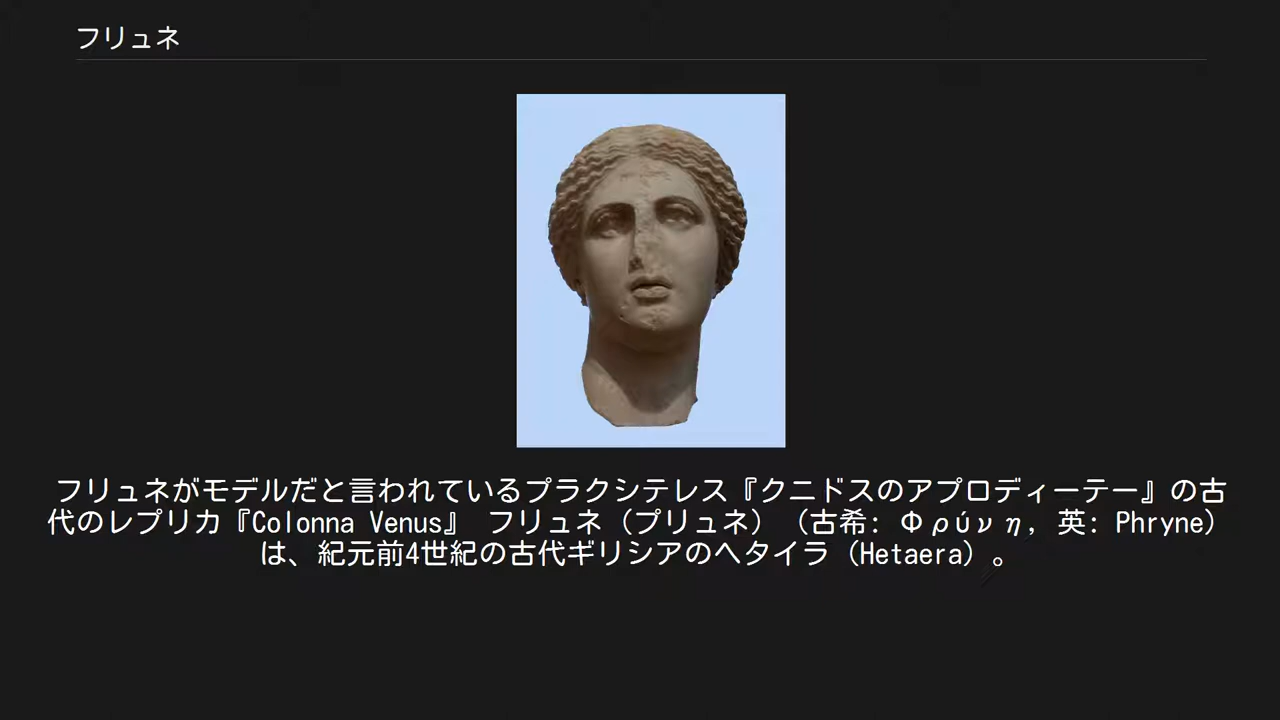 フリュネ
フリュネがモデルだと言われているプラクシテレス『クニドスのアプロディーテー』の古
代のレプリカ『Colonna Venus』 フリュネ（プリュネ）（古希: Φρύνη, 英: Phryne）
は、紀元前4世紀の古代ギリシアのヘタイラ（Hetaera）。